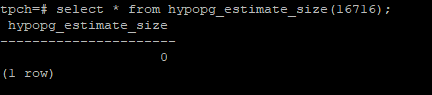 tpch=# select * from hypopg_estimate_size(16716);
 hypopg_estimate_size
----------------------
                    0
(1 row)